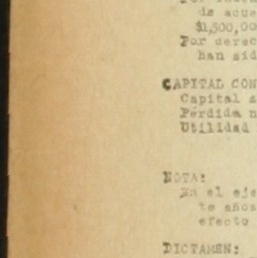 de acue
$1,500,00
Por derec
han sid
CAPITAL CON
Capital s
Pérdida n
Utilidad
NOTA:
En el eje
te años
efecto
DICTAMEN: